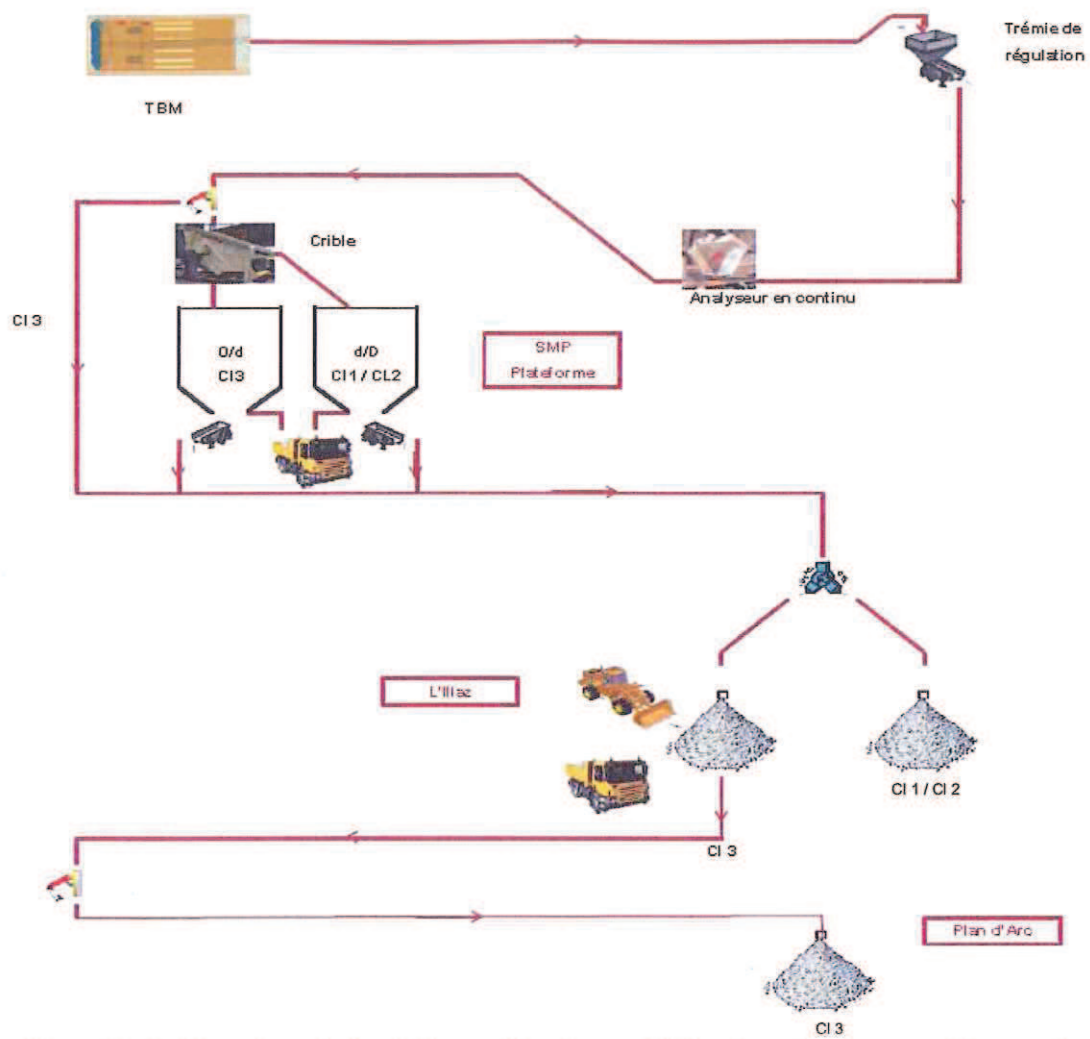 Trémie de
régulation
TBM
Crible
Analyseur en continu
Cl 3
0/d
Cl3
d/D
Cl1 / CL2
SMP
Plateforme
L'Illaz
Cl 1 / Cl 2
Cl 3
Plan d'Arc
Cl 3